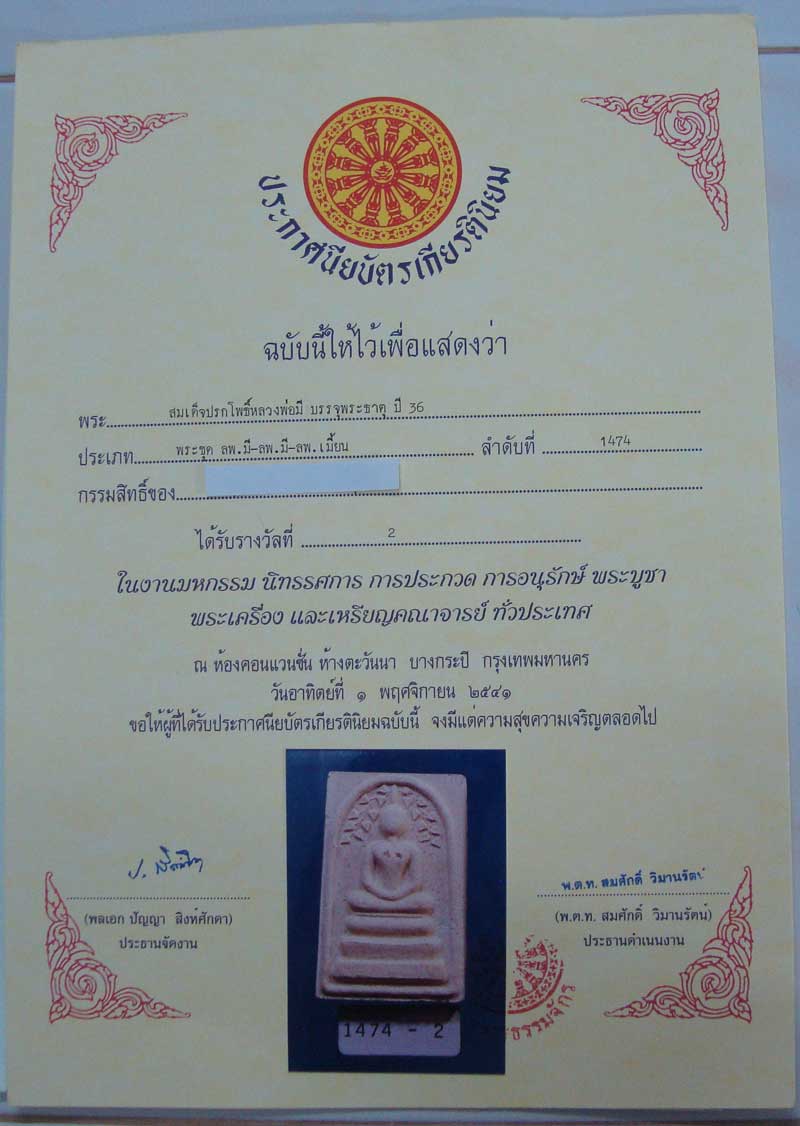 ประกาศนียบัตรเกียรตินิยม
ฉบับนี้ให้ไว้เพื่อแสดงว่า
พระ สมเด็จปรกโพธิ์หลวงพ่อมี บรรจุพระธาตุ ปี 36
ประเภท พระชุด ลพ.มี-ลพ.มี-ลพ.เมี้ยน ลำดับที่ 1474
กรรมสิทธิ์ของ
ได้รับรางวัลที่ 2
ในงานมหกรรม นิทรรศการ การประกวด การอนุรักษ์ พระบูชา
พระเครื่อง และเหรียญคณาจารย์ ทั่วประเทศ
ณ ห้องคอนแวนชั่น ห้างตะวันนา บางกระปิ กรุงเทพมหานคร
วันอาทิตย์ที่ ๑ พฤศจิกายน ๒๕๔๑
ขอให้ผู้ที่ได้รับประกาศนียบัตรเกียรตินิยมฉบับนี้ จงมีแด่ความสุขความเจริญตลอดไป
พ.ต.ท. สมศักดิ์ วิมานรัตน์
(พลเอก ปัญญา สิงห์ศักดา)
ประธานจัดงาน
(พ.ต.ท. สมศักดิ์ วิมานรัตน์)
ประธานดำเนนงาน
1474 - 2
ธรรมจักร